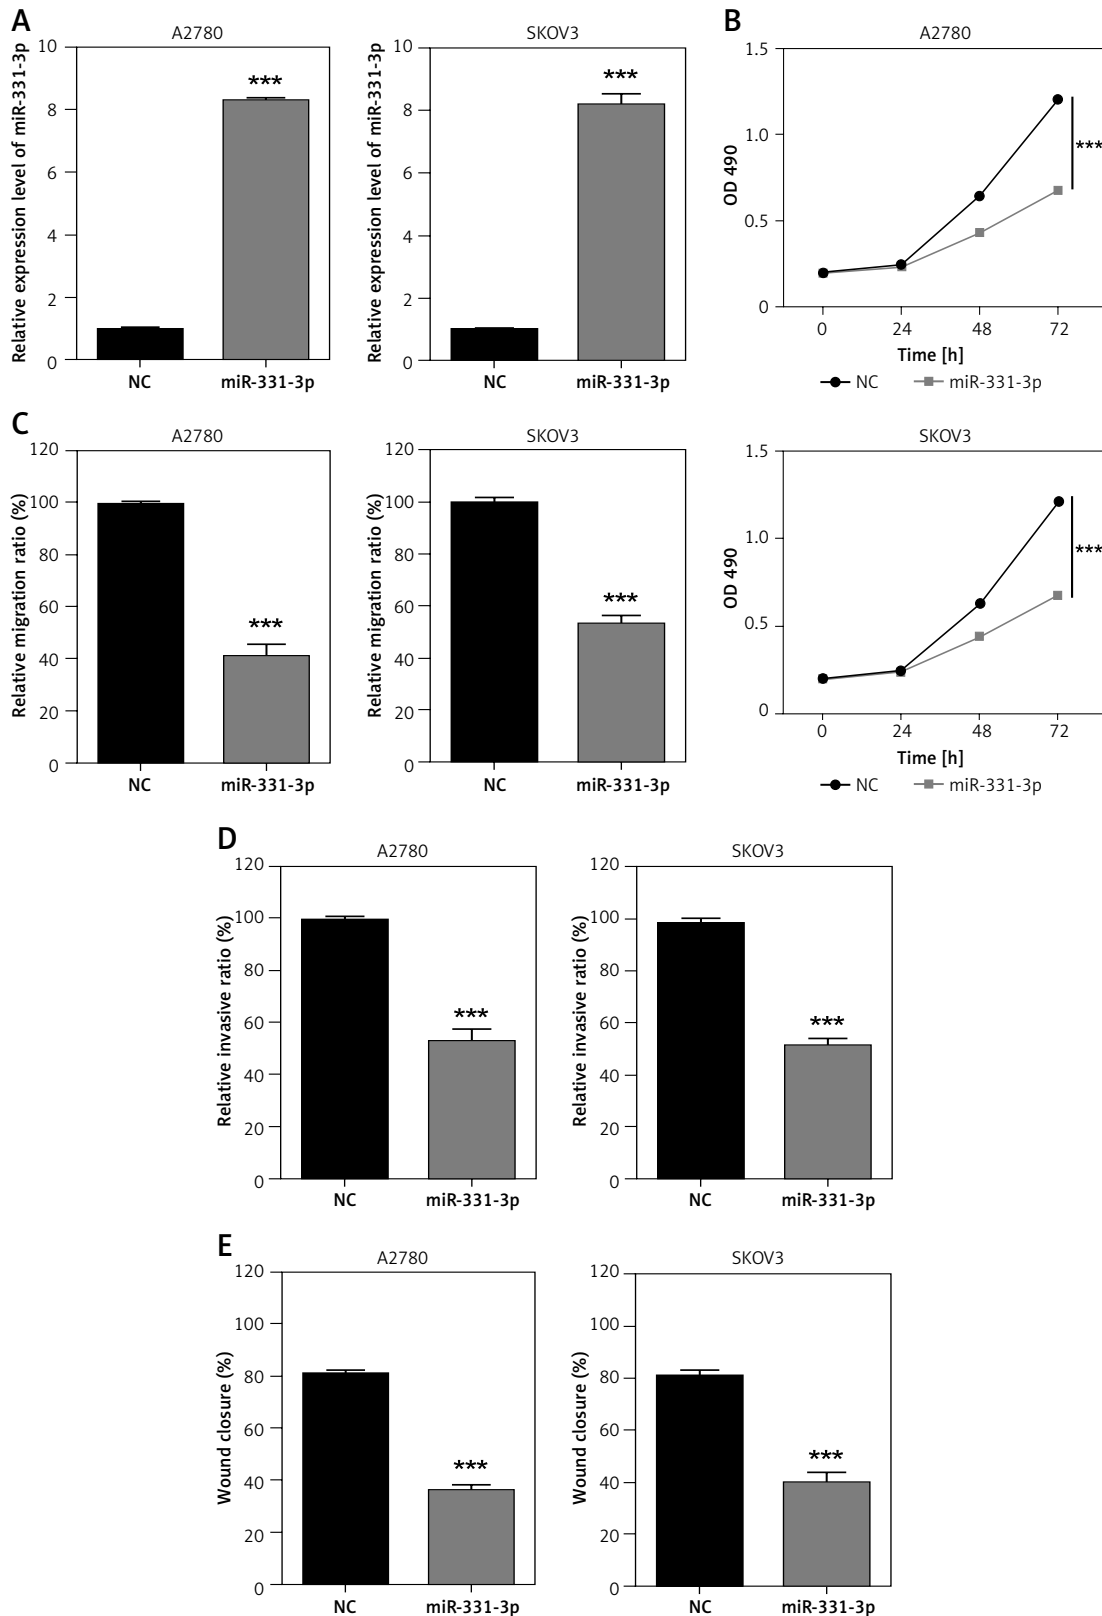 A
A2780
Relative expression level of miR-331-3p
10
8
6
4
2
0
***
NC miR-331-3p
SKOV3
Relative expression level of miR-331-3p
10
8
6
4
2
0
***
NC miR-331-3p
B
A2780
OD 490
1.5
1.0
0.5
0
***
0 24 48 72
Time [h]
NC miR-331-3p
SKOV3
OD 490
1.5
1.0
0.5
0
***
0 24 48 72
Time [h]
NC miR-331-3p
C
A2780
Relative migration ratio (%)
120
100
80
60
40
20
0
***
NC miR-331-3p
SKOV3
Relative migration ratio (%)
120
100
80
60
40
20
0
***
NC miR-331-3p
D
A2780
Relative invasive ratio (%)
120
100
80
60
40
20
0
***
NC miR-331-3p
SKOV3
Relative invasive ratio (%)
120
100
80
60
40
20
0
***
NC miR-331-3p
E
A2780
Wound closure (%)
120
100
80
60
40
20
0
***
NC miR-331-3p
SKOV3
Wound closure (%)
120
100
80
60
40
20
0
***
NC miR-331-3p